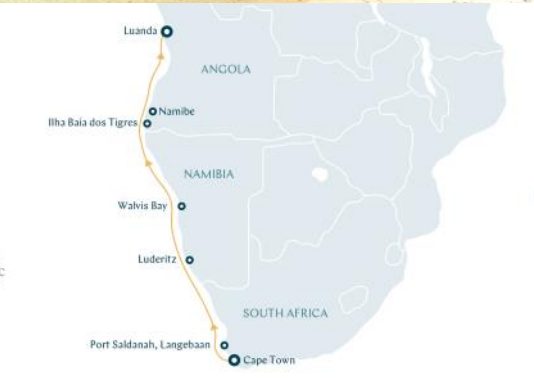 Luanda
ANGOLA
Namibe
Ilha Baia dos Tigres
NAMIBIA
Walvis Bay
Luderitz
SOUTH AFRICA
Port Saldanah, Langebaan
Cape Town